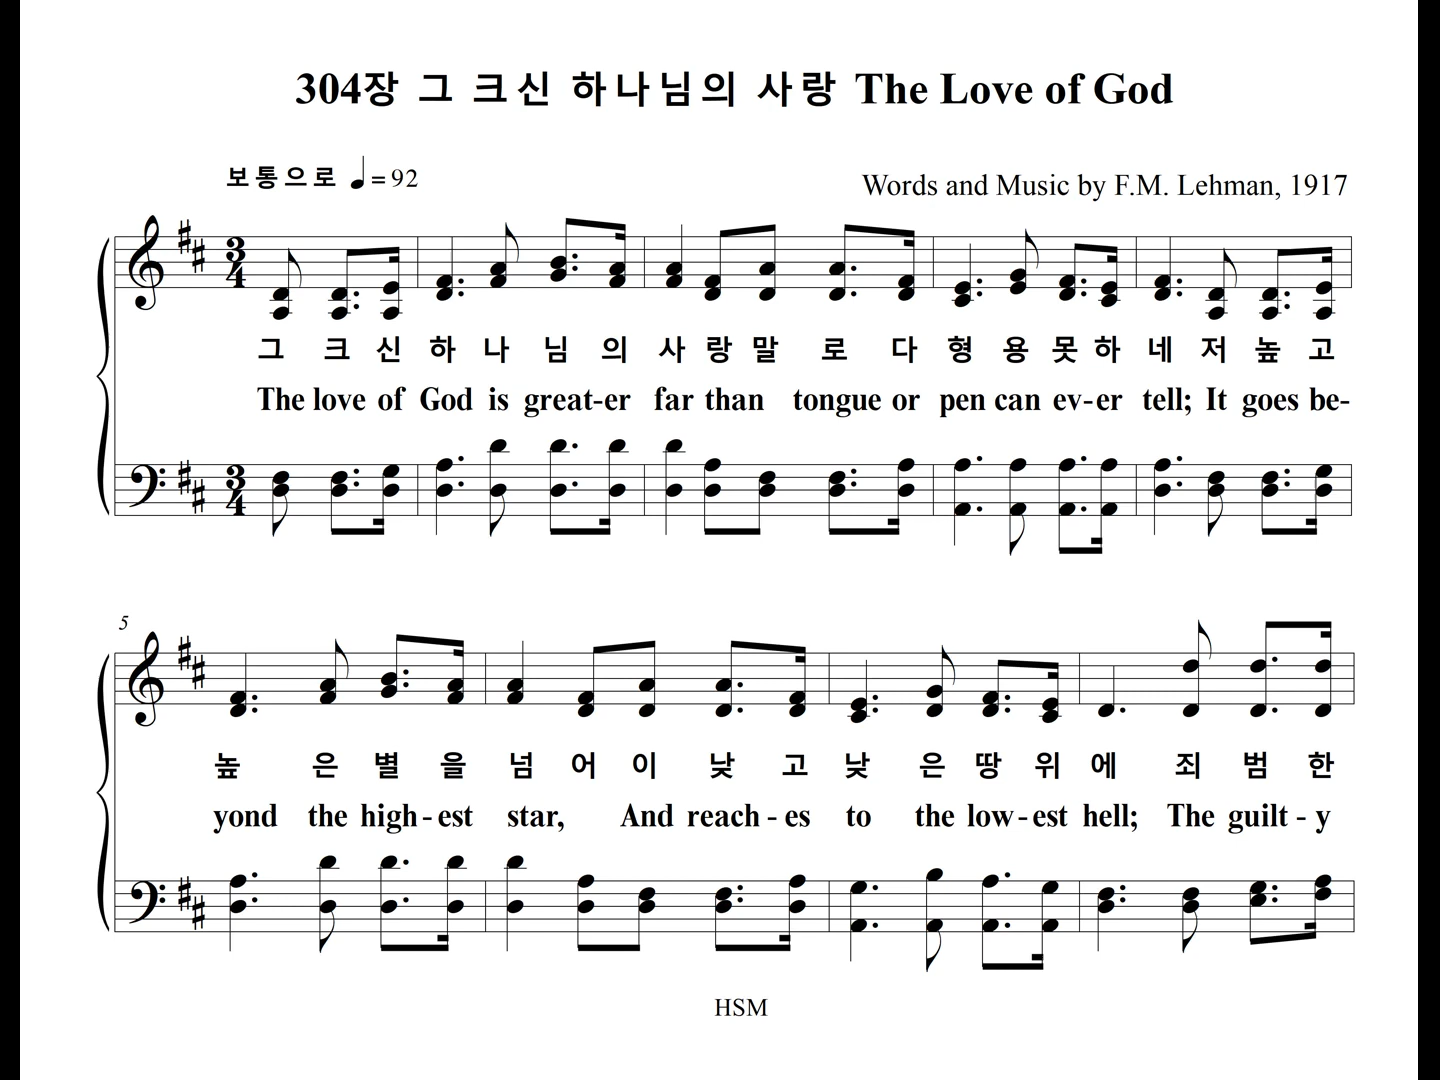 304장 그 크신 하나님의 사랑 The Love of God
보통으로 ♩=92
Words and Music by F.M. Lehman, 1917
3 4
그 크 신 하 나 님 의 사 랑 말 로 다 형 용 못 하 네 저 높 고
The love of God is great-er far than tongue or pen can ev-er tell; It goes be-
3 4
5
높 은 별 을 넘 어 이 낮 고 낮 은 땅 위 에 죄 범 한
yond the high-est star, And reach-es to the low-est hell; The guilt-y
HSM